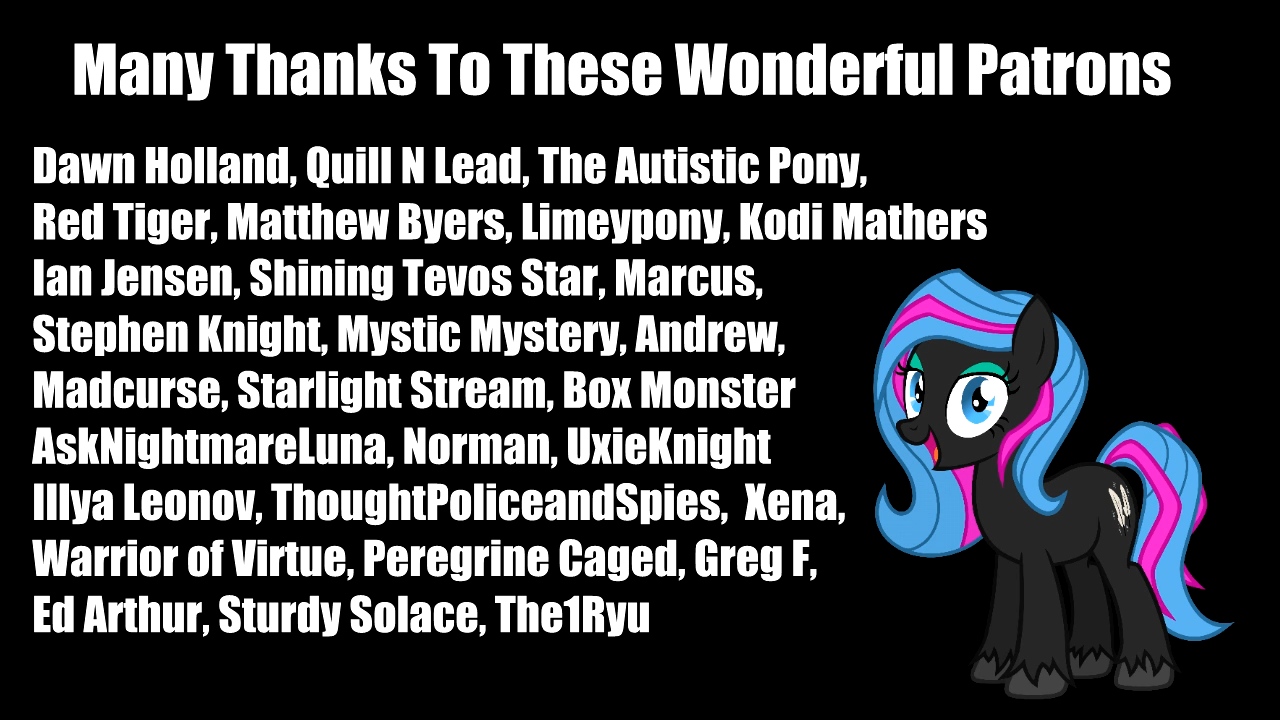 Many Thanks To These Wonderful Patrons
Dawn Holland, Quill N Lead, The Autistic Pony,
Red Tiger, Matthew Byers, Limeypony, Kodi Mathers
Ian Jensen, Shining Tevos Star, Marcus,
Stephen Knight, Mystic Mystery, Andrew,
Madcurse, Starlight Stream, Box Monster
AskNightmareLuna, Norman, UxieKnight
Illya Leonov, ThoughtPoliceandSpies,  Xena,
Warrior of Virtue, Peregrine Caged, Greg F,
Ed Arthur, Sturdy Solace, The1Ryu